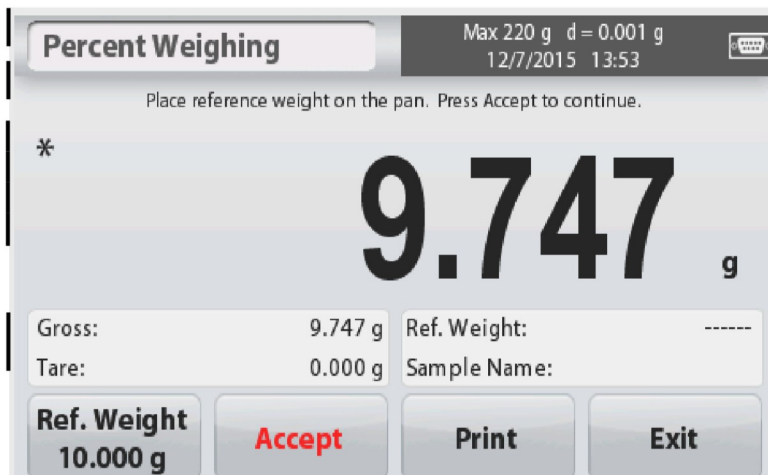 Percent Weighing
Max 220 g d = 0.001 g
12/7/2015 13:53
Place reference weight on the pan. Press Accept to continue.
*
9.747 g
Gross: 9.747 g
Tare: 0.000 g
Ref. Weight: ------
Sample Name:
Ref. Weight
10.000 g
Accept
Print
Exit